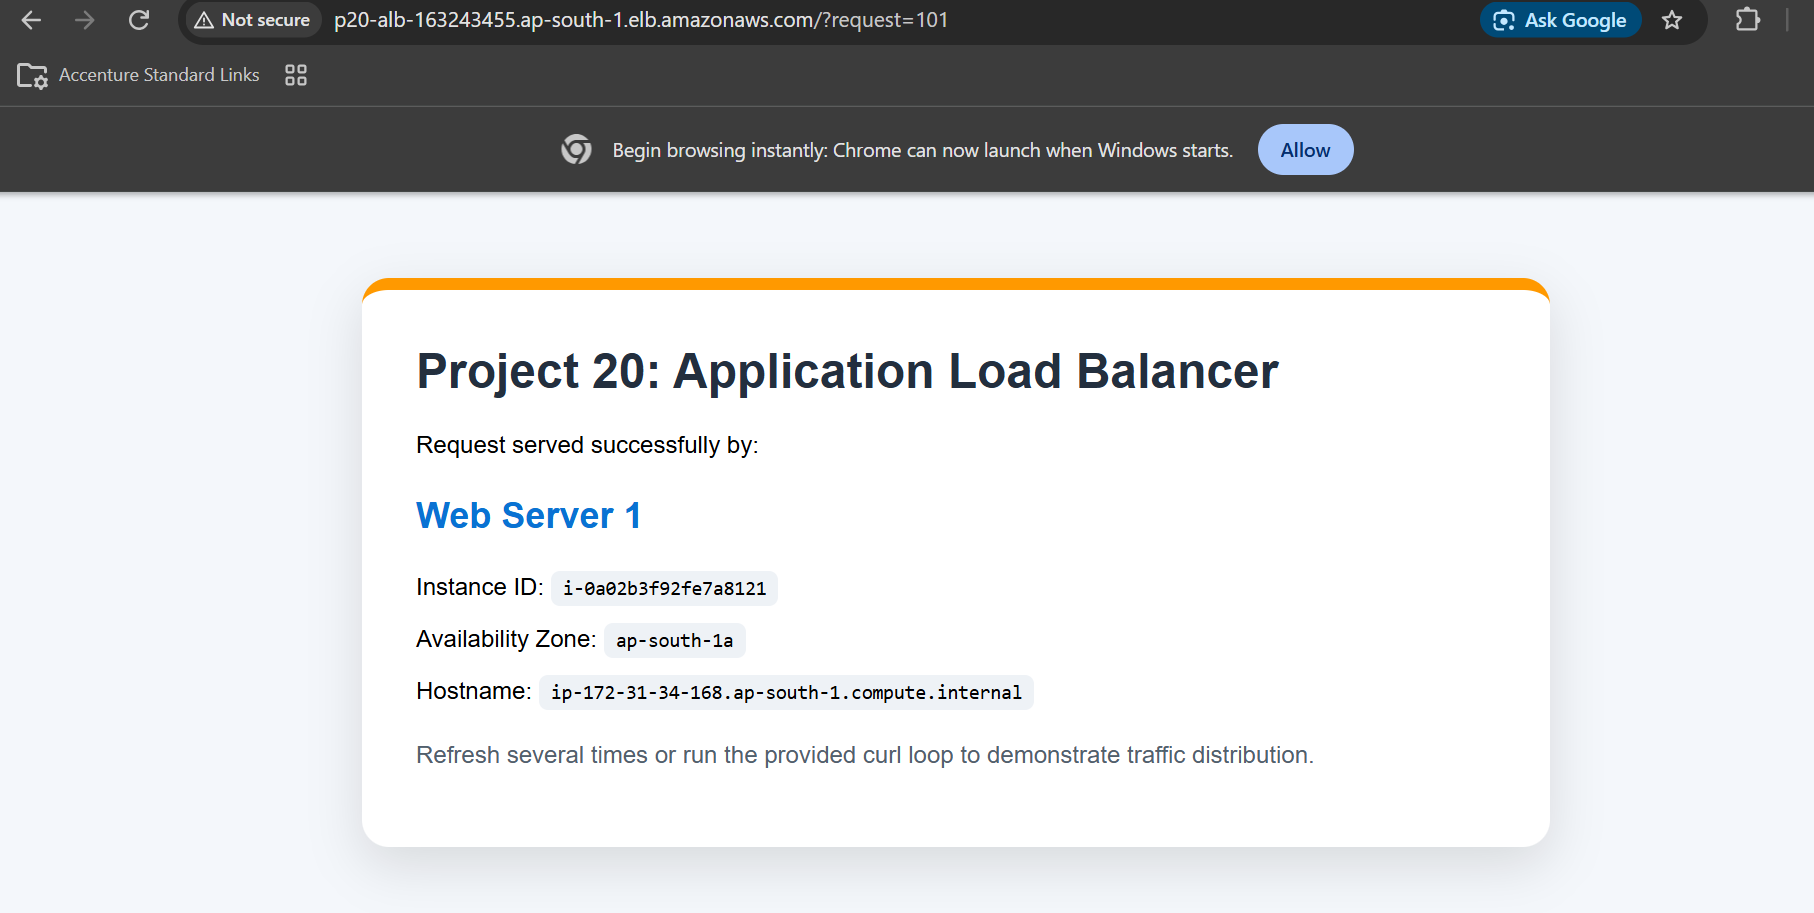 Not secure p20-alb-163243455.ap-south-1.elb.amazonaws.com/?request=101 Ask Google
Accenture Standard Links
Begin browsing instantly: Chrome can now launch when Windows starts. Allow
Project 20: Application Load Balancer
Request served successfully by:
Web Server 1
Instance ID: i-0a02b3f92fe7a8121
Availability Zone: ap-south-1a
Hostname: ip-172-31-34-168.ap-south-1.compute.internal
Refresh several times or run the provided curl loop to demonstrate traffic distribution.